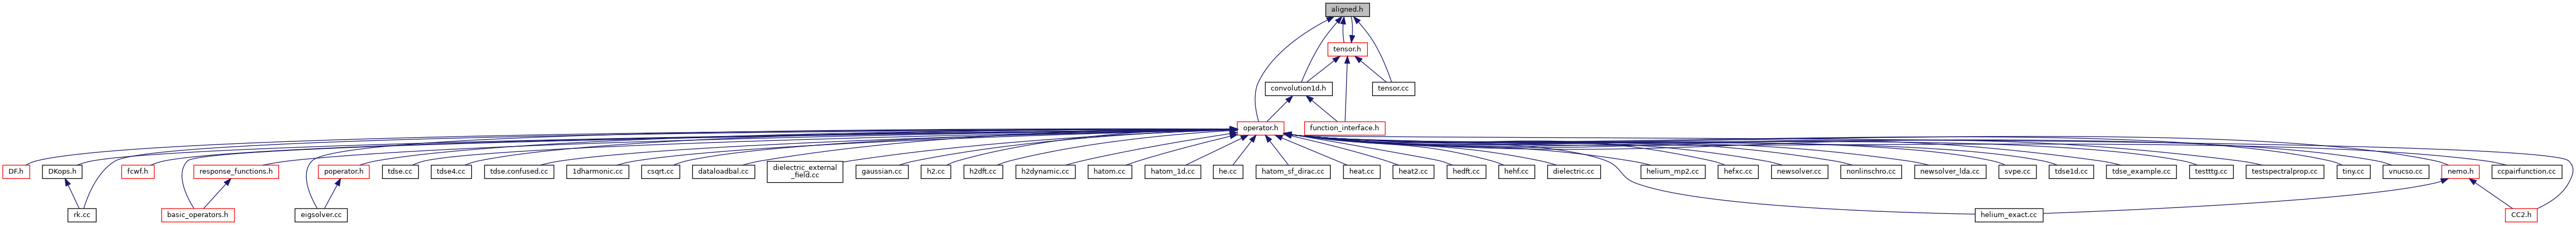 aligned.h
tensor.h
convolution1d.h
tensor.cc
operator.h
function_interface.h
DF.h
DKops.h
fcwf.h
response_functions.h
poperator.h
tdse.cc
tdse4.cc
tdse.confused.cc
1dharmonic.cc
csqrt.cc
dataloadbal.cc
dielectric_external
_field.cc
gaussian.cc
h2.cc
h2dft.cc
h2dynamic.cc
hatom.cc
hatom_1d.cc
he.cc
hatom_sf_dirac.cc
heat.cc
heat2.cc
hedft.cc
hehf.cc
dielectric.cc
helium_mp2.cc
hefxc.cc
newsolver.cc
nonlinschro.cc
newsolver_lda.cc
svpe.cc
tdse1d.cc
tdse_example.cc
testttg.cc
testspectralprop.cc
tiny.cc
vnucso.cc
nemo.h
ccpairfunction.cc
rk.cc
basic_operators.h
eigsolver.cc
helium_exact.cc
CC2.h